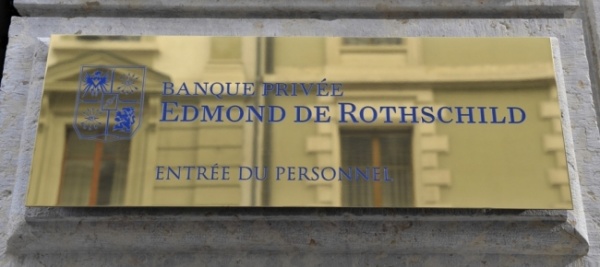 BANQUE PRIVÉE
EDMOND DE ROTHSCHILD
ENTRÉE DU PERSONNEL